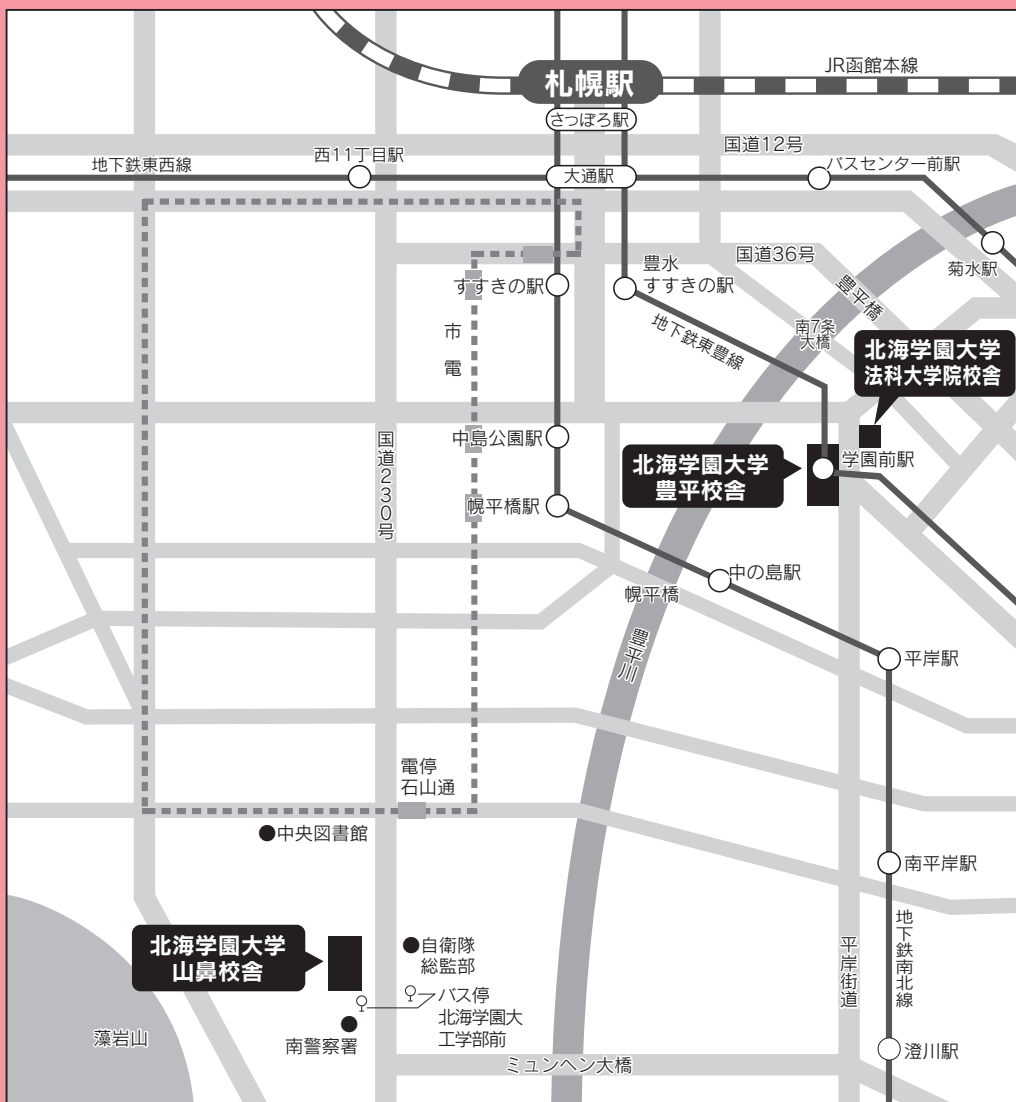 JR函館本線
札幌駅
さっぽろ駅
国道12号
地下鉄東西線
西11丁目駅
大通駅
バスセンター前駅
国道36号
菊水駅
豊水
すすきの駅
すすきの駅
豊平橋
南7条
大橋
地下鉄東豊線
市電
北海学園大学
法科大学院校舎
国道230号
中島公園駅
学園前駅
北海学園大学
豊平校舎
幌平橋駅
中の島駅
幌平橋
豊平川
平岸駅
電停
石山通
中央図書館
南平岸駅
北海学園大学
山鼻校舎
自衛隊
総監部
平岸街道
地下鉄南北線
バス停
北海学園大
工学部前
南警察署
藻岩山
ミュンヘン大橋
澄川駅